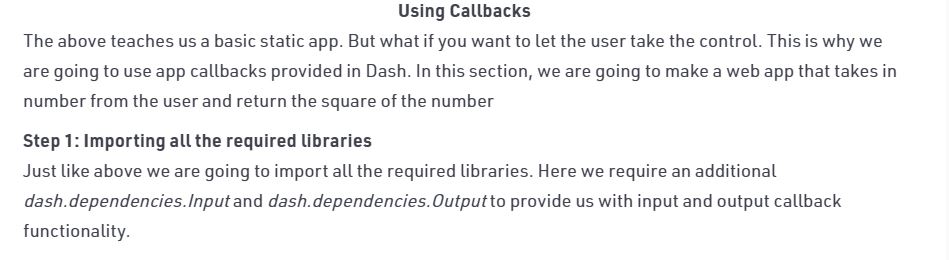 Using Callbacks
The above teaches us a basic static app. But what if you want to let the user take the control. This is why we
are going to use app callbacks provided in Dash. In this section, we are going to make a web app that takes in
number from the user and return the square of the number
Step 1: Importing all the required libraries
Just like above we are going to import all the required libraries. Here we require an additional
dash.dependencies.Input and dash.dependencies.Output to provide us with input and output callback
functionality.